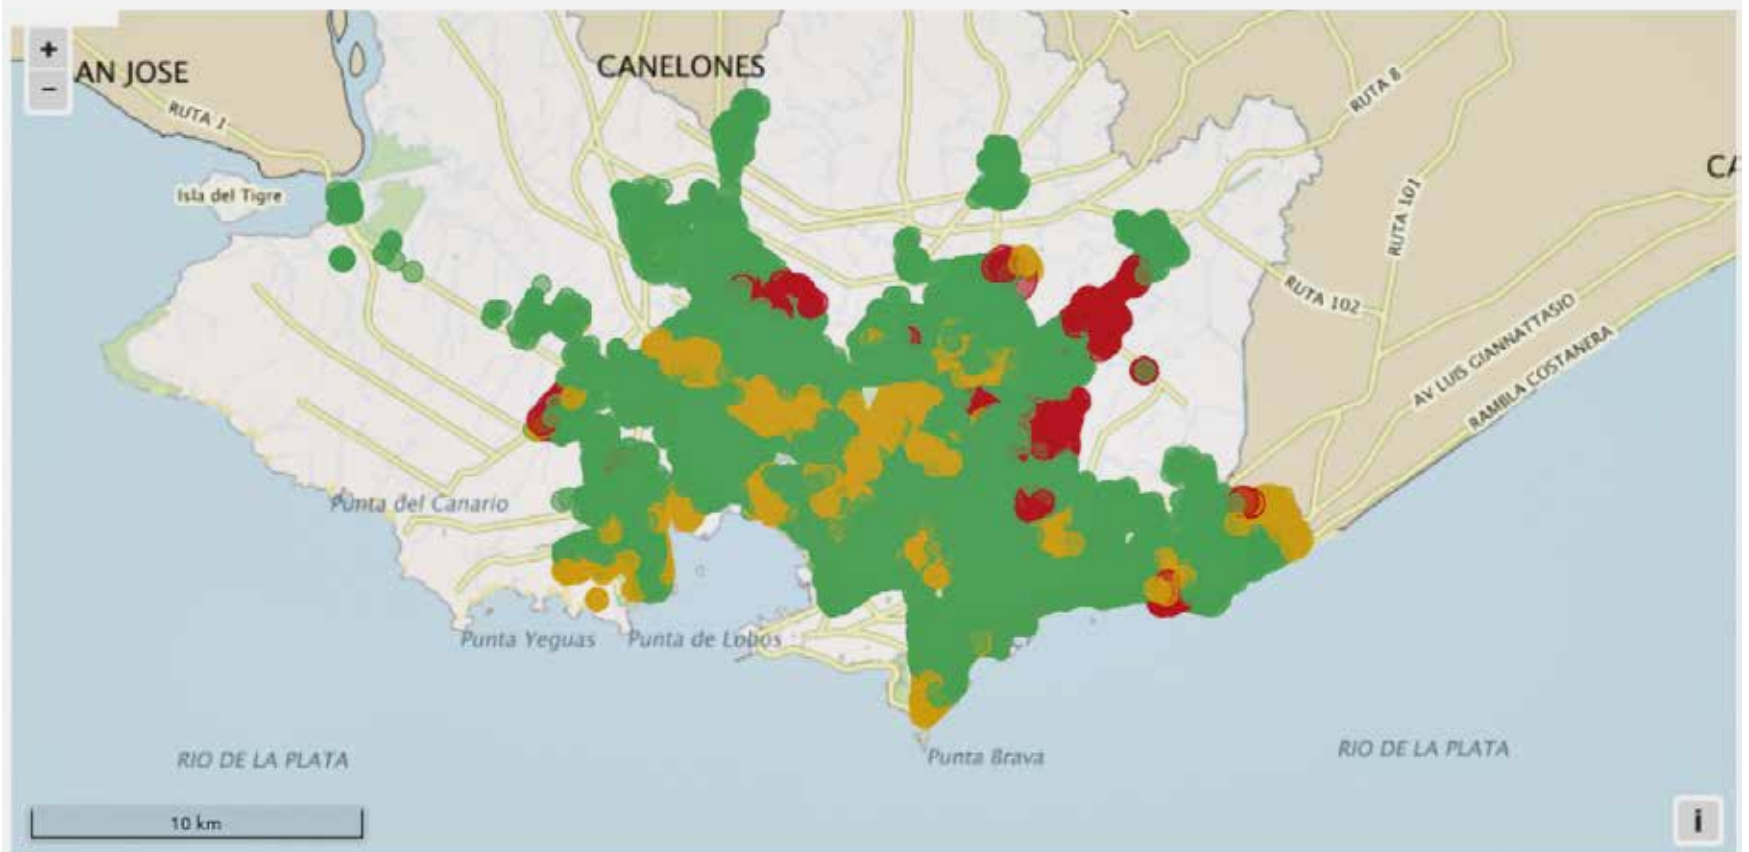 +
−
AN JOSE
CANELONES
RUTA 1
RUTA 8
CA
Isla del Tigre
RUTA 101
RUTA 102
AV LUIS GIANNATTASIO
RAMBLA COSTANERA
Punta del Canario
Punta Yeguas
Punta de Lobos
Punta Brava
RIO DE LA PLATA
RIO DE LA PLATA
10 km
i